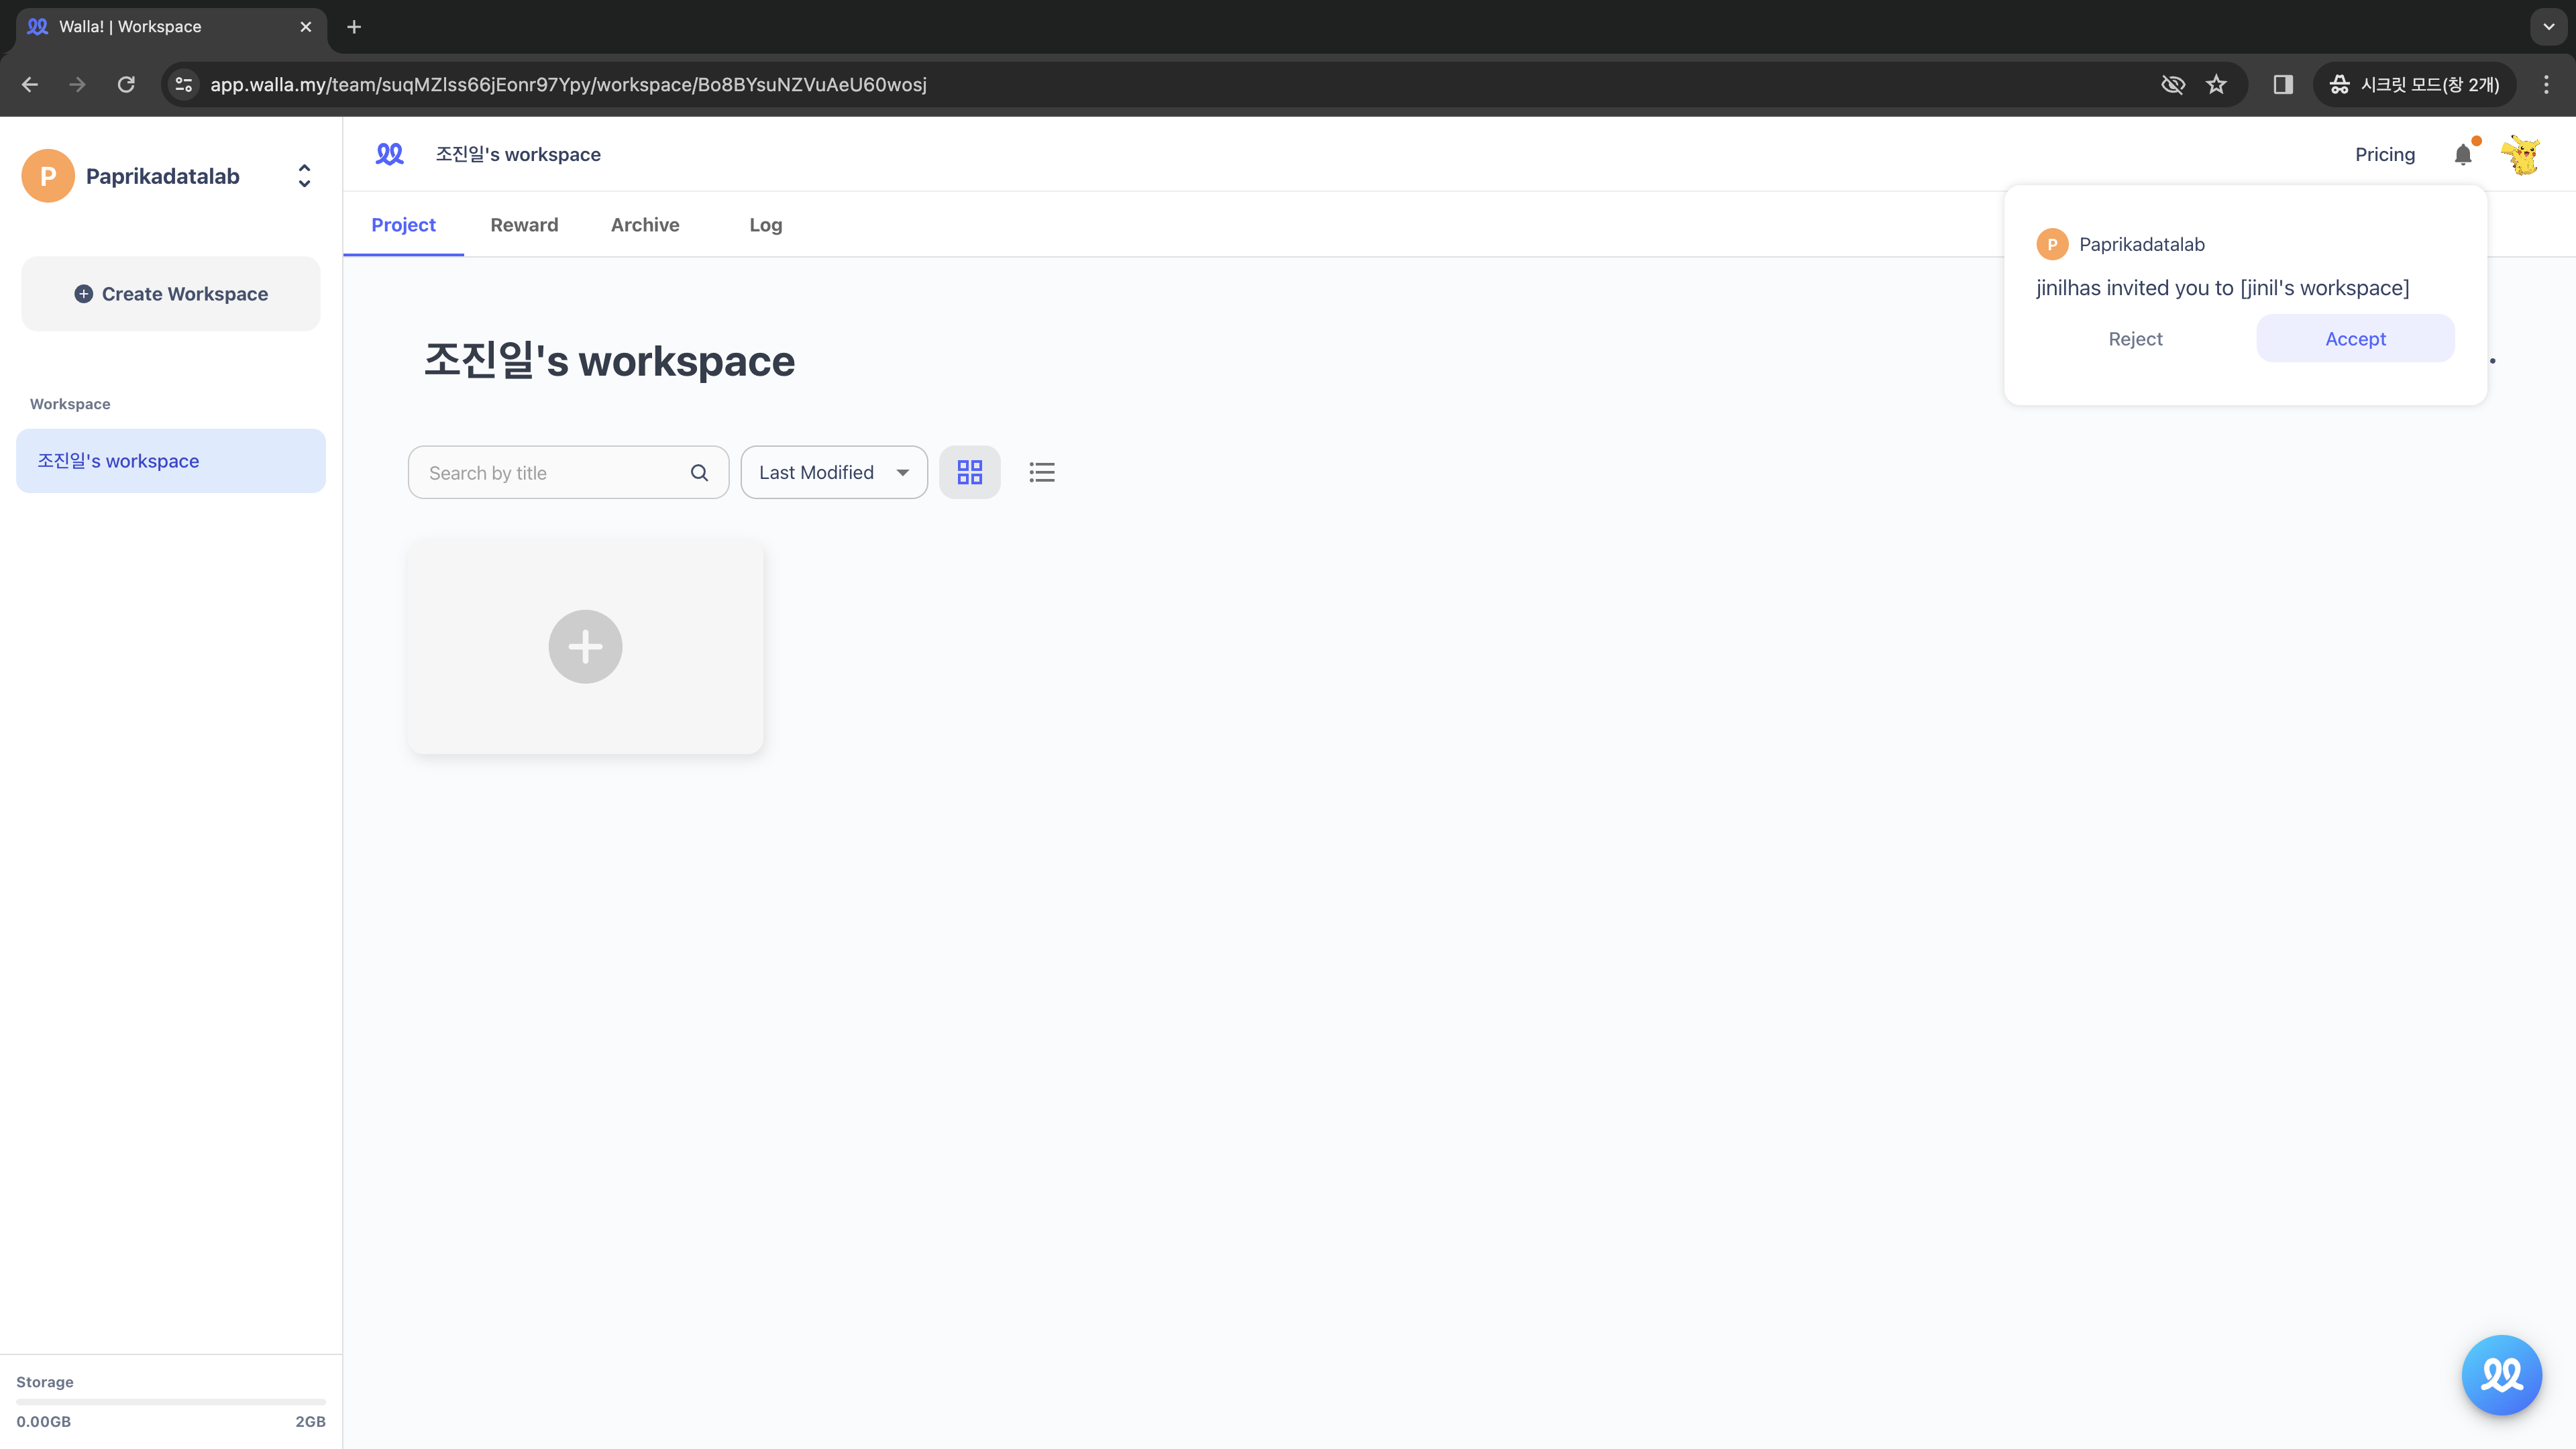 Walla! | Workspace
app.walla.my/team/suqMZlss66jEonr97Ypy/workspace/Bo8BYsuNZVuAeU60wosj
시크릿 모드(창 2개)
P
Paprikadatalab
조진일's workspace
Pricing
Project
Reward
Archive
Log
P
Paprikadatalab
jinilhas invited you to [jinil's workspace]
Reject
Accept
Create Workspace
조진일's workspace
Workspace
조진일's workspace
Search by title
Last Modified
Storage
0.00GB
2GB